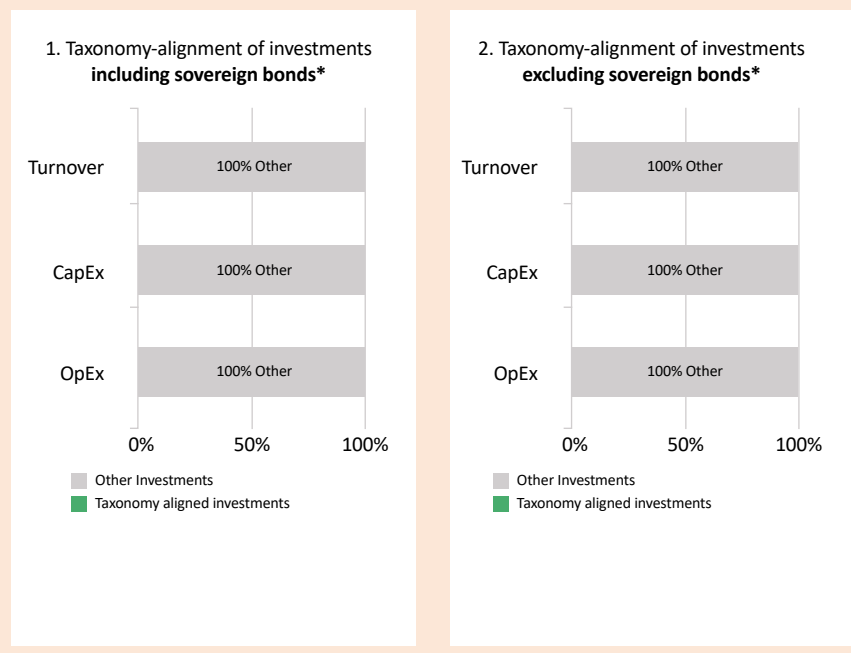 1. Taxonomy-alignment of investments
including sovereign bonds*
Turnover
100% Other
CapEx
100% Other
OpEx
100% Other
0%
50%
100%
Other Investments
Taxonomy aligned investments
2. Taxonomy-alignment of investments
excluding sovereign bonds*
Turnover
100% Other
CapEx
100% Other
OpEx
100% Other
0%
50%
100%
Other Investments
Taxonomy aligned investments